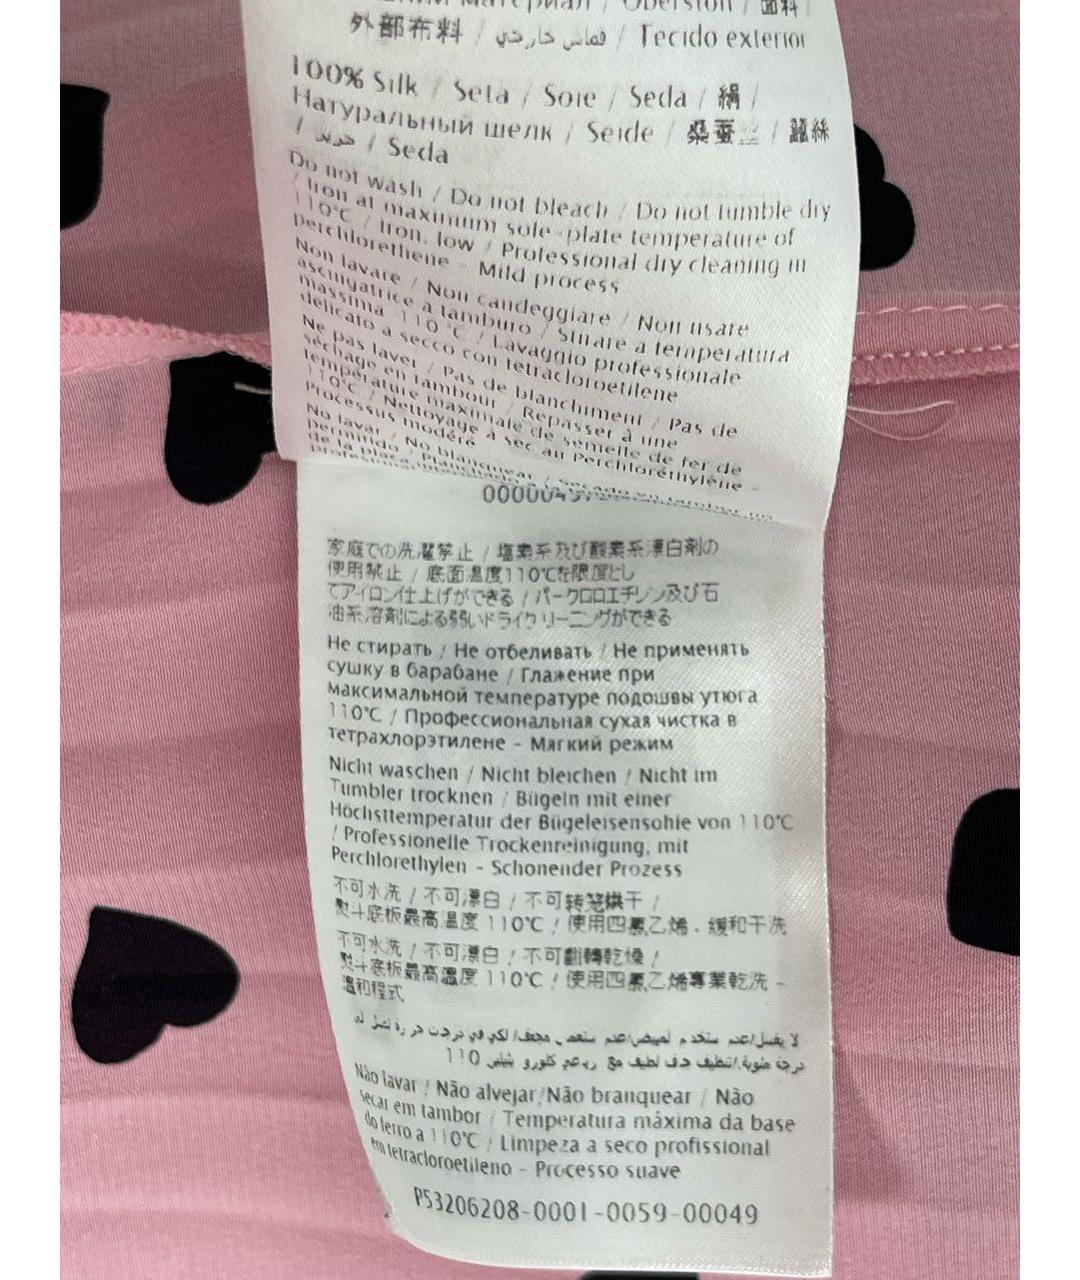 外部布料 / قماش خارجي / Tecido exterior
100% Silk / Seta / Soie / Seda / 絹 /
Натуральный шелк / Seide / 桑蚕丝 / 蠶絲
/ حرير / Seda
Do not wash / Do not bleach / Do not tumble dry
/ Iron at maximum sole-plate temperature of
110°C / Iron, low / Professional dry cleaning in
perchlorethene - Mild process
Non lavare / Non candeggiare / Non usare
asciugatrice a tamburo / Stirare a temperatura
massima 110°C / Lavaggio professionale
delicato a secco con tetracloroetilene
Ne pas laver / Pas de blanchiment / Pas de
séchage en tambour / Repasser à une
température maximale de semelle de fer de
110°C / Nettoyage à sec au Perchloréthylène -
Processus modéré
No lavar / No blanquear / Secado en tambor no
permitido / Planchado
de la placa
家庭での洗濯禁止 / 塩素系及び酸素系漂白剤の
使用禁止 / 底面温度110℃を限度とし
てアイロン仕上げができる / パークロロエチレン及び石
油系溶剤による弱いドライクリーニングができる
Не стирать / Не отбеливать / Не применять
сушку в барабане / Глажение при
максимальной температуре подошвы утюга
110°C / Профессиональная сухая чистка в
тетрахлорэтилене - Мягкий режим
Nicht waschen / Nicht bleichen / Nicht im
Tumbler trocknen / Bügeln mit einer
Höchsttemperatur der Bügeleisensohle von 110°C
/ Professionelle Trockenreinigung, mit
Perchlorethylen - Schonender Prozess
不可水洗 / 不可漂白 / 不可转笼烘干 /
熨斗底板最高温度 110℃ / 使用四氯乙烯，缓和干洗
不可水洗 / 不可漂白 / 不可翻轉乾燥 /
熨斗底板最高溫度 110℃ / 使用四氯乙烯專業乾洗 -
溫和程式
Não lavar / Não alvejar/Não branquear / Não
secar em tambor / Temperatura máxima da base
do ferro a 110°C / Limpeza a seco profissional
em tetracloroetileno - Processo suave
P53206208-0001-0059-00049